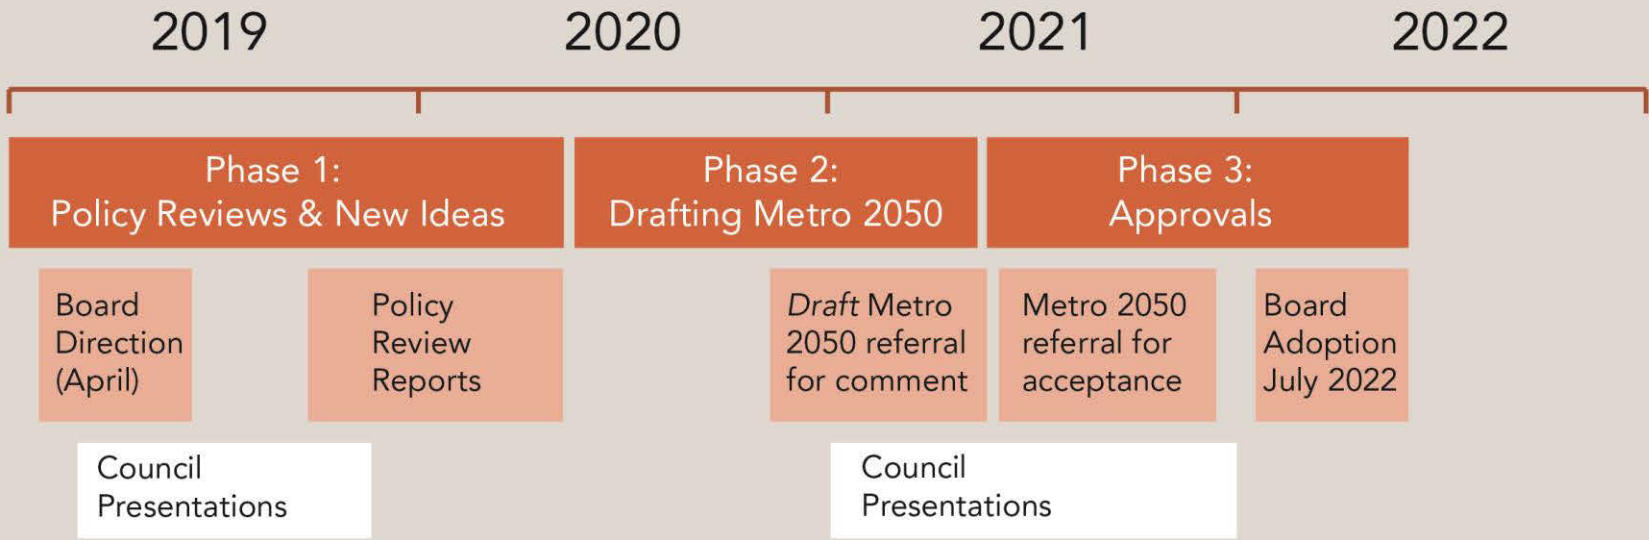 2019
2020
2021
2022
Phase 1:
Policy Reviews & New Ideas
Phase 2:
Drafting Metro 2050
Phase 3:
Approvals
Board
Direction
(April)
Policy
Review
Reports
Draft Metro
2050 referral
for comment
Metro 2050
referral for
acceptance
Board
Adoption
July 2022
Council
Presentations
Council
Presentations